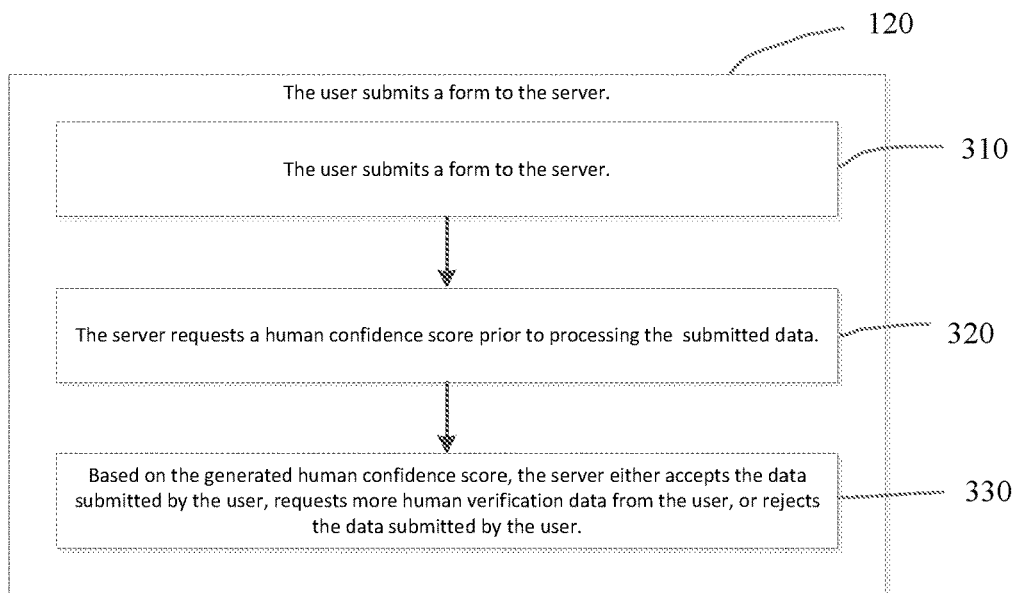 120
The user submits a form to the server.
The user submits a form to the server.
310
The server requests a human confidence score prior to processing the submitted data.
320
Based on the generated human confidence score, the server either accepts the data
submitted by the user, requests more human verification data from the user, or rejects
the data submitted by the user.
330